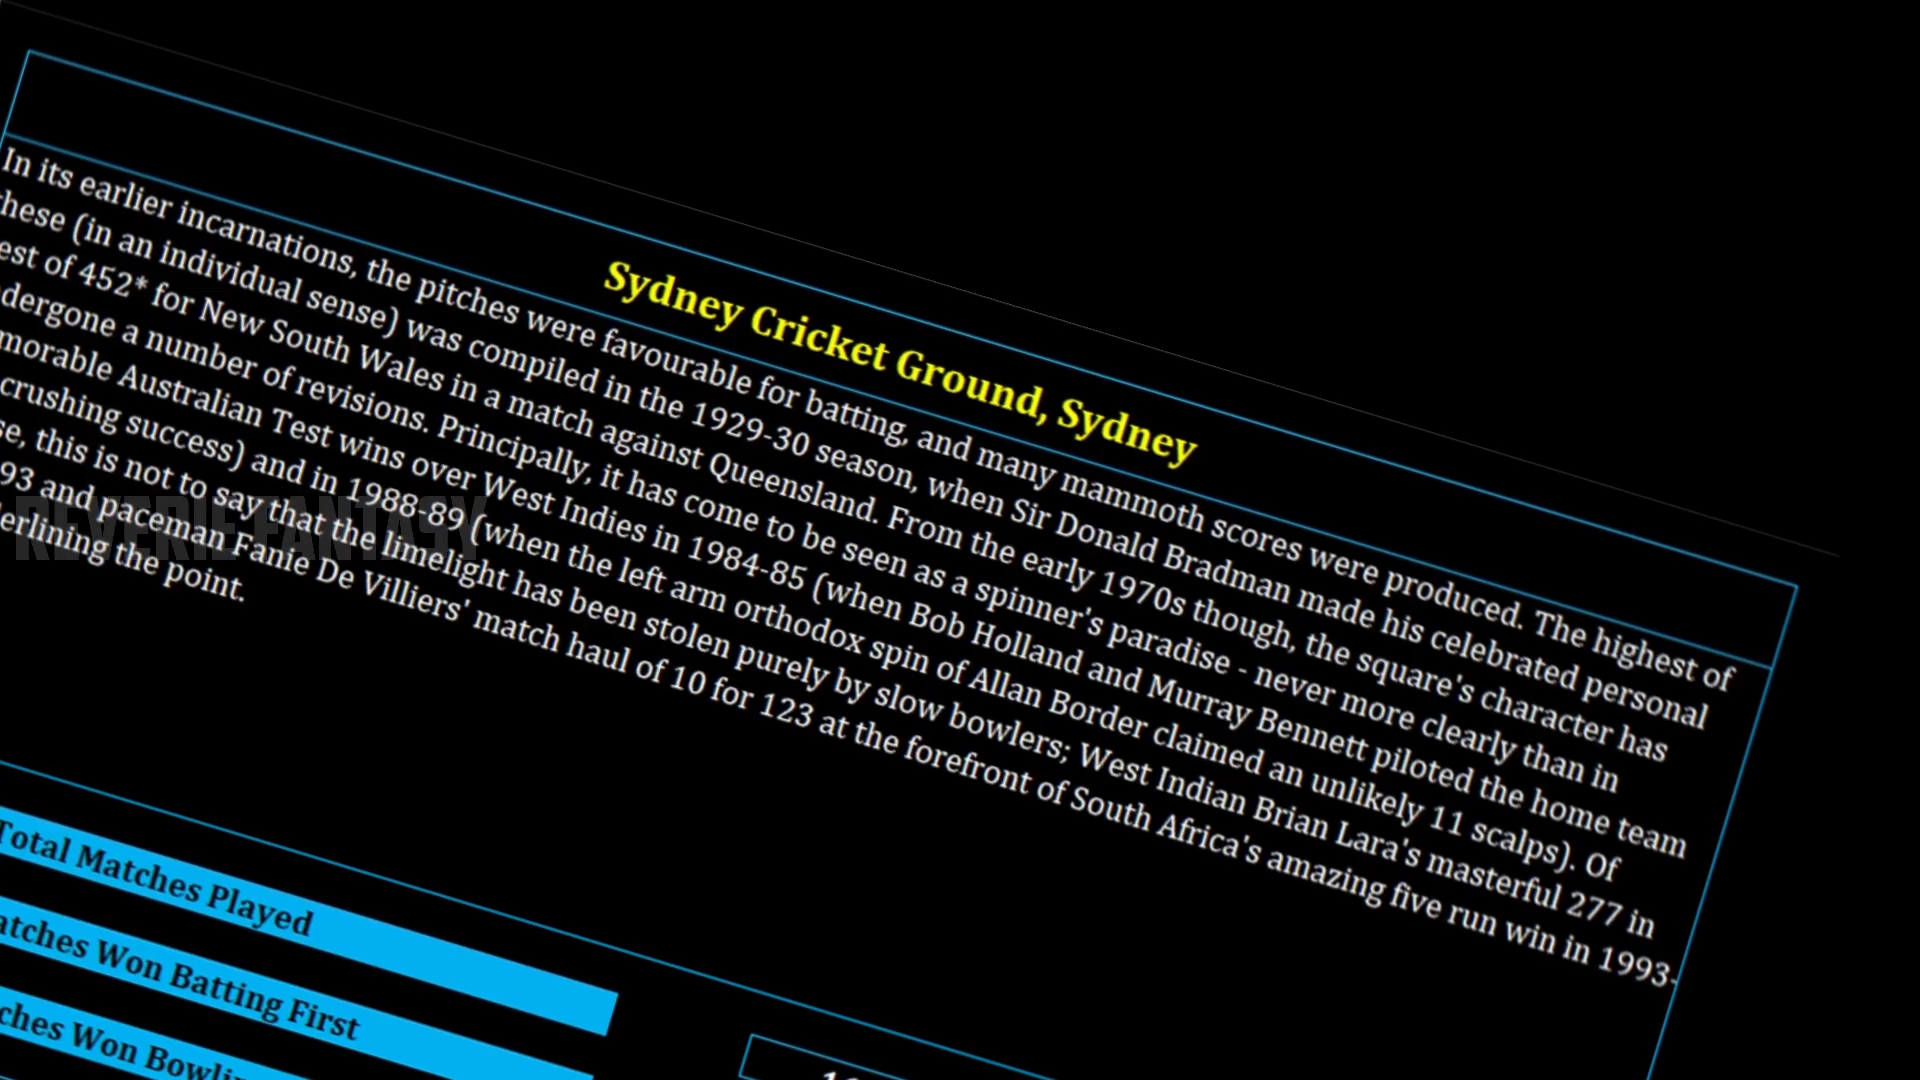 Sydney Cricket Ground, Sydney
In its earlier incarnations, the pitches were favourable for batting, and many mammoth scores were produced. The highest of
hese (in an individual sense) was compiled in the 1929-30 season, when Sir Donald Bradman made his celebrated personal
est of 452* for New South Wales in a match against Queensland. From the early 1970s though, the square's character has
dergone a number of revisions. Principally, it has come to be seen as a spinner's paradise - never more clearly than in
morable Australian Test wins over West Indies in 1984-85 (when Bob Holland and Murray Bennett piloted the home team
crushing success) and in 1988-89 (when the left arm orthodox spin of Allan Border claimed an unlikely 11 scalps). Of
se, this is not to say that the limelight has been stolen purely by slow bowlers; West Indian Brian Lara's masterful 277 in
93 and paceman Fanie De Villiers' match haul of 10 for 123 at the forefront of South Africa's amazing five run win in 1993-
erlining the point.
REVERIE FANTASY
Total Matches Played
atches Won Batting First
ches Won Bowli